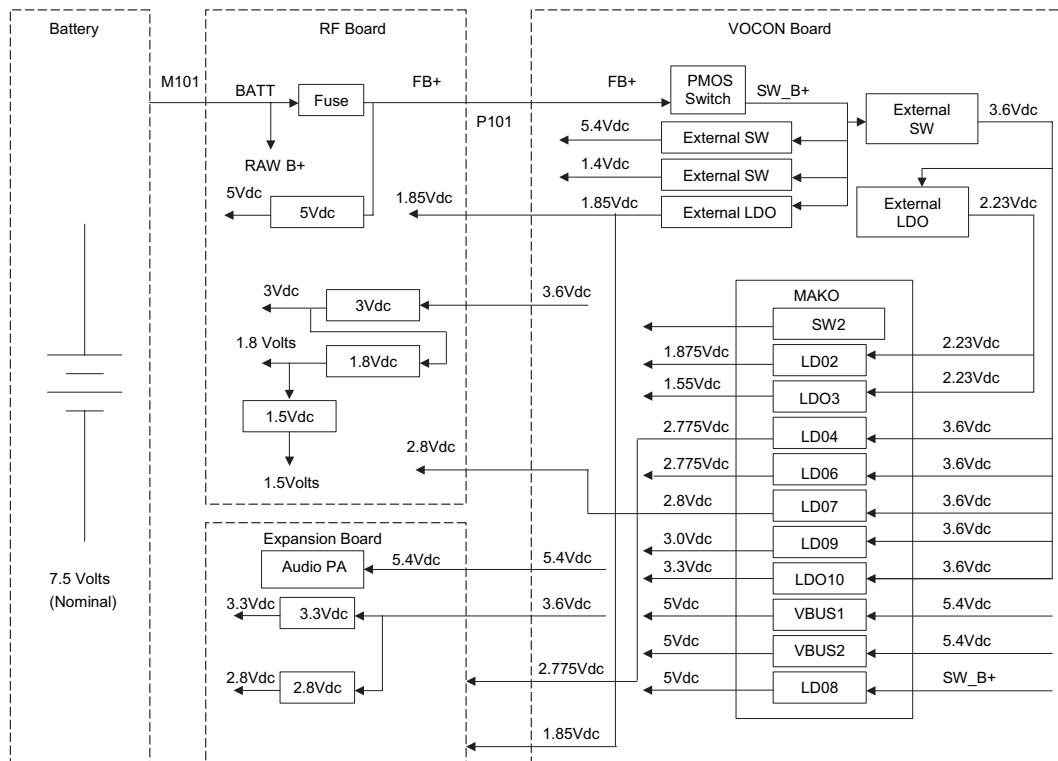 Battery
RF Board
VOCON Board
M101
BATT
Fuse
FB+
P101
FB+
PMOS
Switch
SW_B+
External
SW
3.6Vdc
RAW B+
5.4Vdc
External SW
1.4Vdc
External SW
5Vdc
5Vdc
1.85Vdc
1.85Vdc
External LDO
External
LDO
2.23Vdc
3Vdc
3Vdc
3.6Vdc
1.8 Volts
1.8Vdc
1.5Vdc
1.5Volts
2.8Vdc
MAKO
SW2
1.875Vdc
LD02
2.23Vdc
1.55Vdc
LDO3
2.23Vdc
2.775Vdc
LD04
3.6Vdc
2.775Vdc
LD06
3.6Vdc
2.8Vdc
LD07
3.6Vdc
3.0Vdc
LD09
3.6Vdc
3.3Vdc
LDO10
3.6Vdc
5Vdc
VBUS1
5.4Vdc
5Vdc
VBUS2
5.4Vdc
5Vdc
LD08
SW_B+
7.5 Volts
(Nominal)
Expansion Board
Audio PA
5.4Vdc
5.4Vdc
3.3Vdc
3.3Vdc
3.6Vdc
2.8Vdc
2.8Vdc
2.775Vdc
1.85Vdc